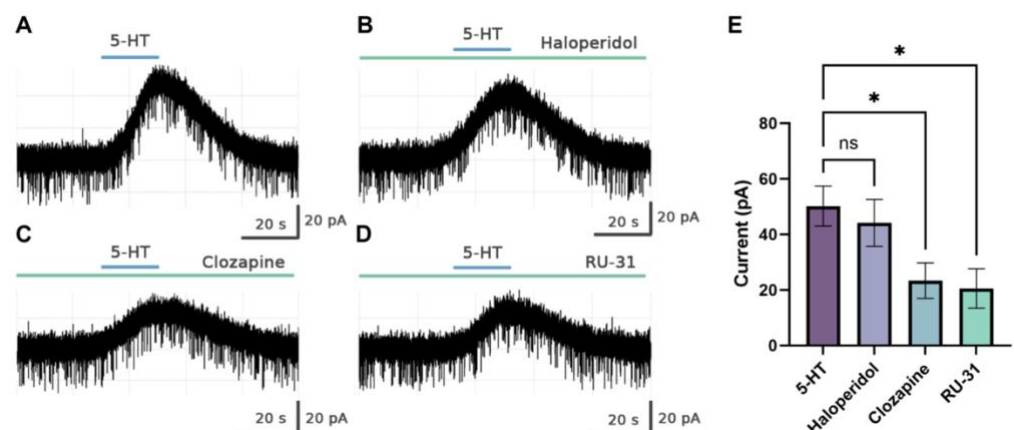 A
5-HT
20 s
20 pA
B
5-HT
Haloperidol
20 s
20 pA
C
5-HT
Clozapine
20 s
20 pA
D
5-HT
RU-31
20 s
20 pA
E
*
*
ns
Current (pA)
80
60
40
20
0
5-HT
Haloperidol
Clozapine
RU-31